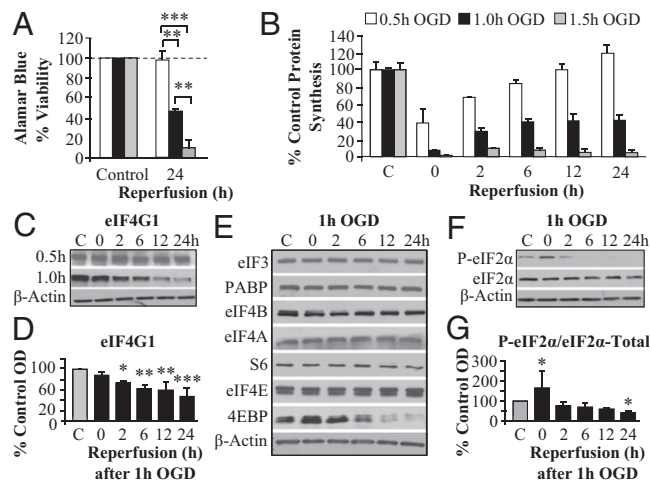 A
Alamar Blue
% Viability
120
100
80
60
40
20
0
***
**
**
Control
24
Reperfusion (h)
B
0.5h OGD
1.0h OGD
1.5h OGD
% Control Protein
Synthesis
140
120
100
80
60
40
20
0
C 0 2 6 12 24
Reperfusion (h)
C
eIF4G1
C 0 2 6 12 24h
0.5h
1.0h
β-Actin
D
eIF4G1
% Control OD
100
80
60
40
20
0
* ** ** ***
C 0 2 6 12 24
Reperfusion (h)
after 1h OGD
E
1h OGD
C 0 2 6 12 24h
eIF3
PABP
eIF4B
eIF4A
S6
eIF4E
4EBP
β-Actin
F
1h OGD
C 0 2 6 12 24h
P-eIF2α
eIF2α
β-Actin
G
P-eIF2α/eIF2α-Total
% Control OD
300
250
200
150
100
50
0
* *
C 0 2 6 12 24
Reperfusion (h)
after 1h OGD